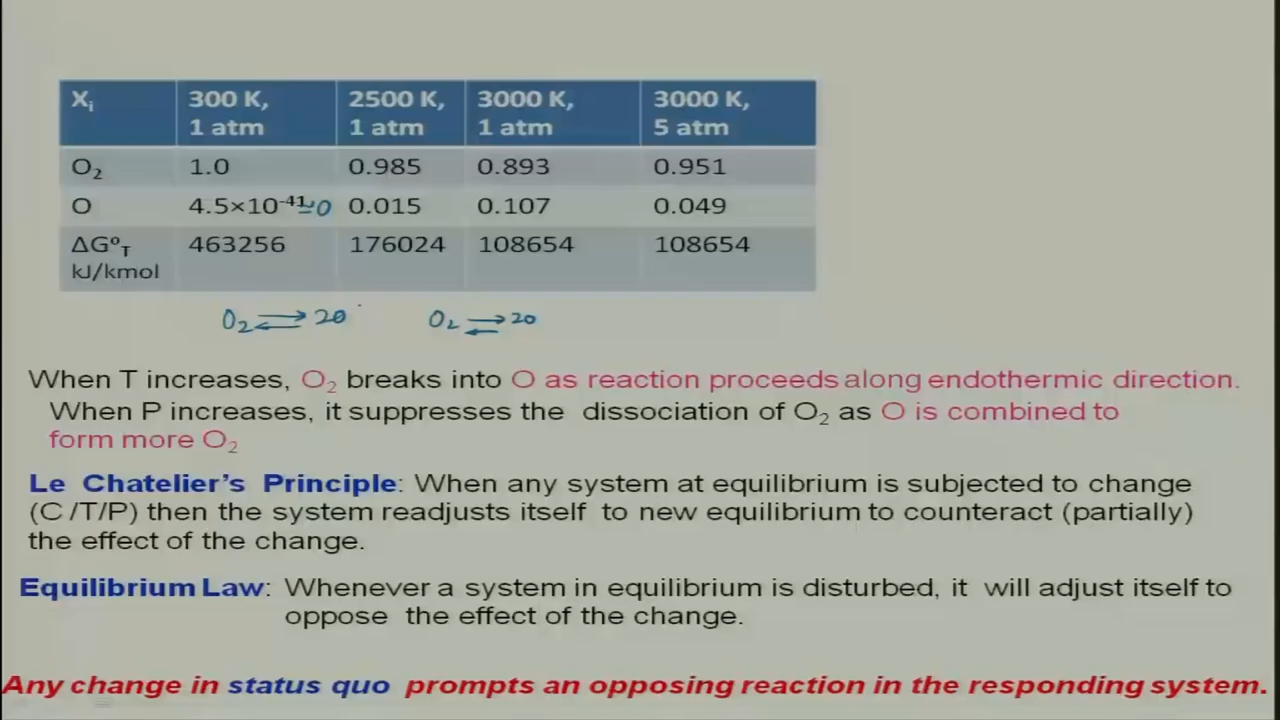 Xi 300 K, 1 atm 2500 K, 1 atm 3000 K, 1 atm 3000 K, 5 atm
O2 1.0 0.985 0.893 0.951
O 4.5×10-41 ≃0 0.015 0.107 0.049
ΔGºT kJ/kmol 463256 176024 108654 108654
O2 ⇄ 20 O2 ⇄ 20
When T increases, O2 breaks into O as reaction proceeds along endothermic direction.
When P increases, it suppresses the dissociation of O2 as O is combined to
form more O2
Le Chatelier's Principle: When any system at equilibrium is subjected to change
(C /T/P) then the system readjusts itself to new equilibrium to counteract (partially)
the effect of the change.
Equilibrium Law: Whenever a system in equilibrium is disturbed, it will adjust itself to
oppose the effect of the change.
Any change in status quo prompts an opposing reaction in the responding system.